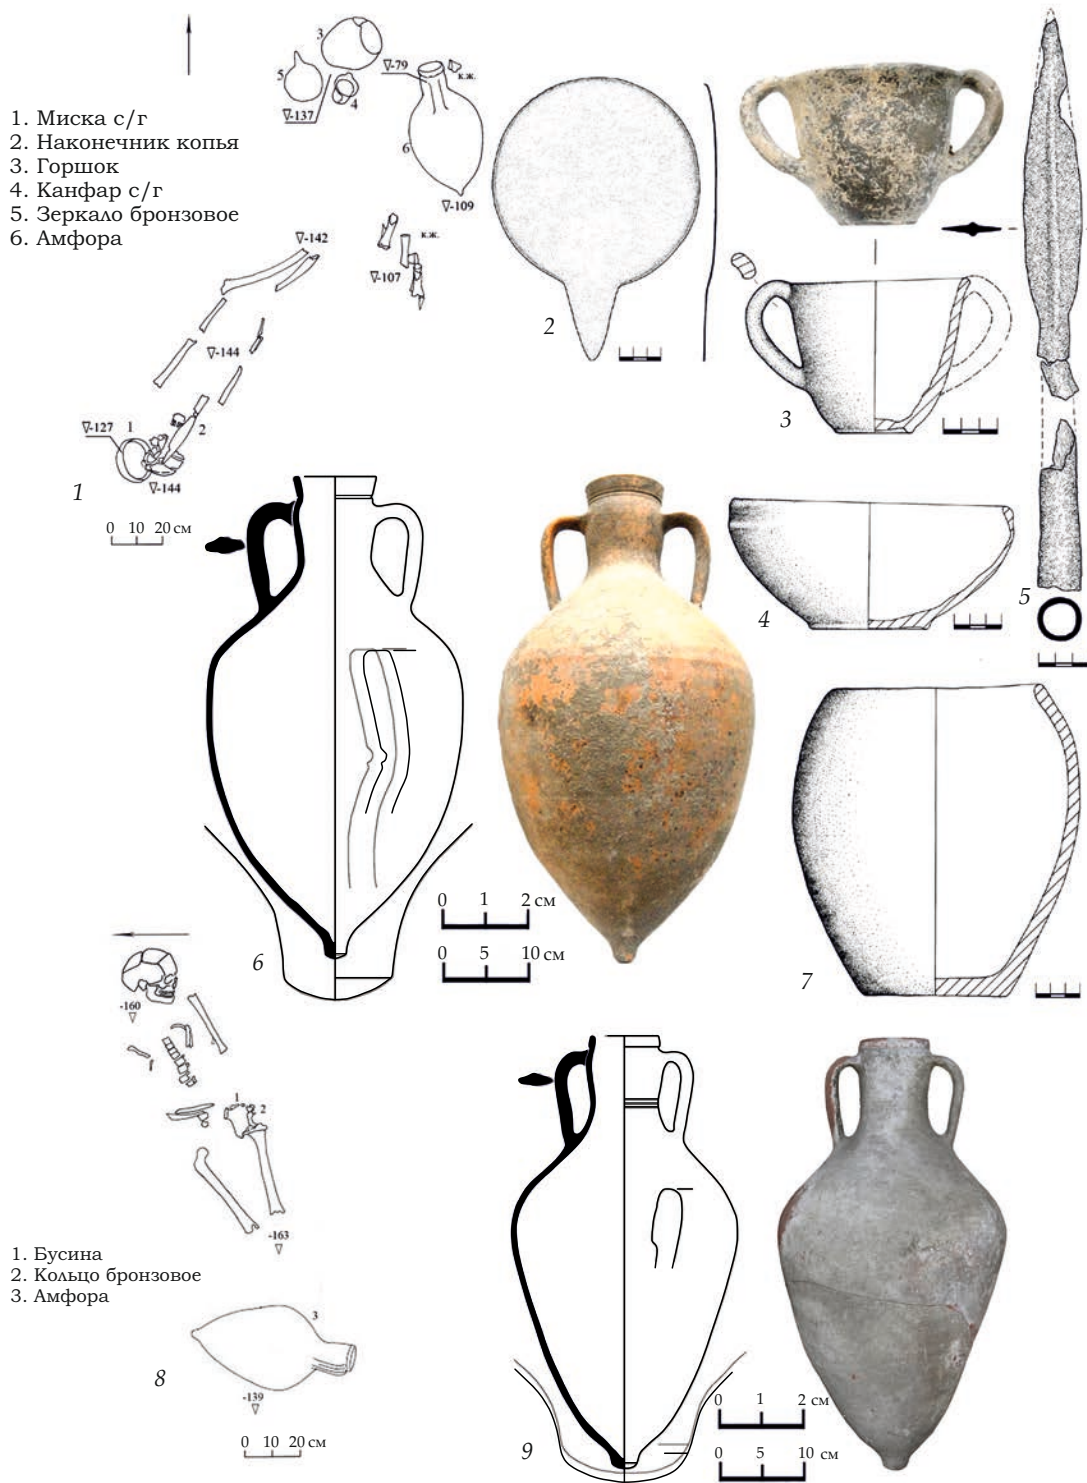 1. Миска с/г
2. Наконечник копья
3. Горшок
4. Канфар с/г
5. Зеркало бронзовое
6. Амфора
3
5
4
∇-137
∇-79
к.ж.
6
∇-109
к.ж.
∇-107
∇-142
∇-144
∇-127
1
2
∇-144
1
0 10 20 см
2
3
4
5
6
0 1 2 см
0 5 10 см
7
-160
∇
1
2
-163
∇
1. Бусина
2. Кольцо бронзовое
3. Амфора
3
-139
∇
8
0 10 20 см
9
0 1 2 см
0 5 10